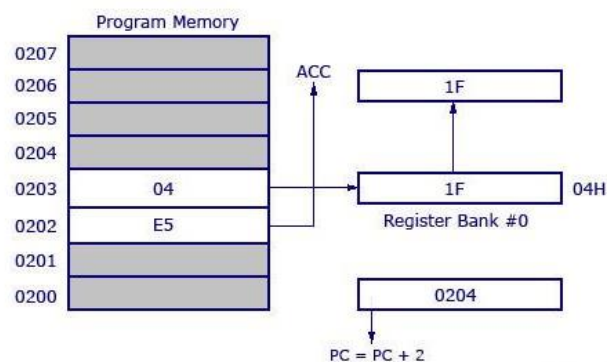 Program Memory
0207
0206
0205
0204
0203 04
0202 E5
0201
0200
ACC
1F
1F 04H
Register Bank #0
0204
PC = PC + 2